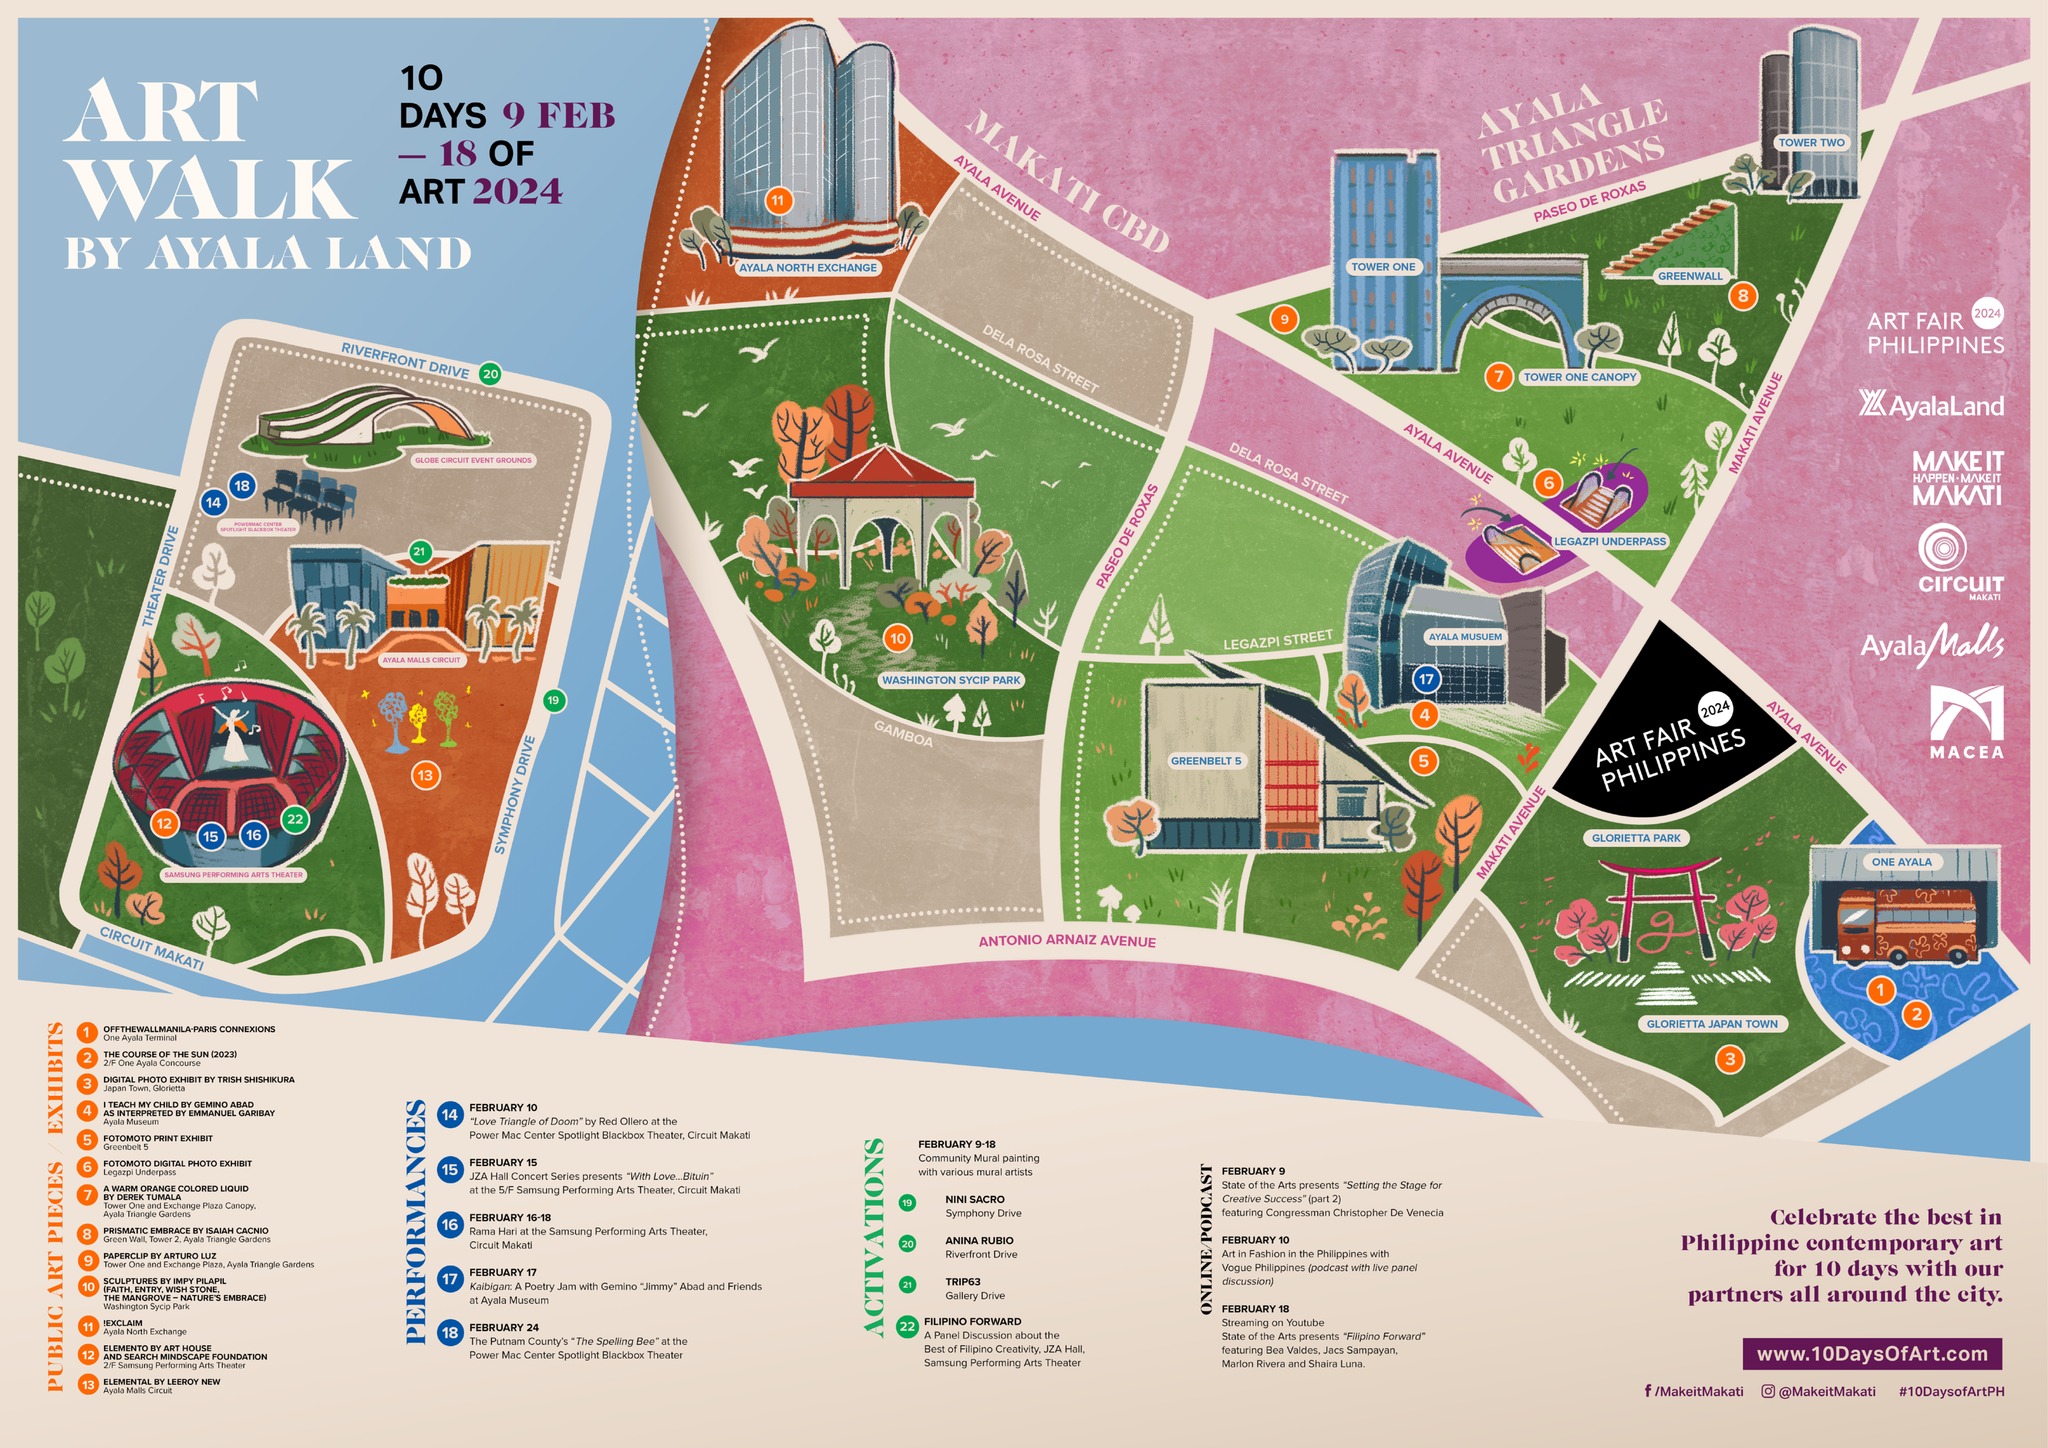 ART
WALK
BY AYALA LAND
10
DAYS 9 FEB
— 18 OF
ART 2024
MAKATI CBD
AYALA
TRIANGLE
GARDENS
TOWER TWO
PASEO DE ROXAS
AYALA AVENUE
11
AYALA NORTH EXCHANGE
TOWER ONE
GREENWALL
8
9
7
TOWER ONE CANOPY
ART FAIR 2024
PHILIPPINES
AyalaLand
MAKE IT
HAPPEN · MAKE IT
MAKATI
CIRCUIT
MAKATI
Ayala Malls
MACEA
RIVERFRONT DRIVE
20
GLOBE CIRCUIT EVENT GROUNDS
14
18
POWERMAC CENTER
SPOTLIGHT BLACKBOX THEATER
THEATER DRIVE
21
AYALA MALLS CIRCUIT
19
13
SYMPHONY DRIVE
12
15
16
22
SAMSUNG PERFORMING ARTS THEATER
CIRCUIT MAKATI
DELA ROSA STREET
DELA ROSA STREET
AYALA AVENUE
MAKATI AVENUE
6
LEGAZPI UNDERPASS
PASEO DE ROXAS
LEGAZPI STREET
AYALA MUSUEM
17
4
5
10
WASHINGTON SYCIP PARK
GAMBOA
GREENBELT 5
ANTONIO ARNAIZ AVENUE
MAKATI AVENUE
ART FAIR 2024
PHILIPPINES
AYALA AVENUE
GLORIETTA PARK
g
ONE AYALA
1
2
GLORIETTA JAPAN TOWN
3
PUBLIC ART PIECES / EXHIBITS
1 OFFTHEWALLMANILA-PARIS CONNEXIONS
One Ayala Terminal
2 THE COURSE OF THE SUN (2023)
2/F One Ayala Concourse
3 DIGITAL PHOTO EXHIBIT BY TRISH SHISHIKURA
Japan Town, Glorietta
4 I TEACH MY CHILD BY GEMINO ABAD
AS INTERPRETED BY EMMANUEL GARIBAY
Ayala Museum
5 FOTOMOTO PRINT EXHIBIT
Greenbelt 5
6 FOTOMOTO DIGITAL PHOTO EXHIBIT
Legazpi Underpass
7 A WARM ORANGE COLORED LIQUID
BY DEREK TUMALA
Tower One and Exchange Plaza Canopy,
Ayala Triangle Gardens
8 PRISMATIC EMBRACE BY ISAIAH CACNIO
Green Wall, Tower 2, Ayala Triangle Gardens
9 PAPERCLIP BY ARTURO LUZ
Tower One and Exchange Plaza, Ayala Triangle Gardens
10 SCULPTURES BY IMPY PILAPIL
(FAITH, ENTRY, WISH STONE,
THE MANGROVE – NATURE'S EMBRACE)
Washington Sycip Park
11 !EXCLAIM
Ayala North Exchange
12 ELEMENTO BY ART HOUSE
AND SEARCH MINDSCAPE FOUNDATION
2/F Samsung Performing Arts Theater
13 ELEMENTAL BY LEEROY NEW
Ayala Malls Circuit
PERFORMANCES
14 FEBRUARY 10
"Love Triangle of Doom" by Red Ollero at the
Power Mac Center Spotlight Blackbox Theater, Circuit Makati
15 FEBRUARY 15
JZA Hall Concert Series presents "With Love...Bituin"
at the 5/F Samsung Performing Arts Theater, Circuit Makati
16 FEBRUARY 16-18
Rama Hari at the Samsung Performing Arts Theater,
Circuit Makati
17 FEBRUARY 17
Kaibigan: A Poetry Jam with Gemino "Jimmy" Abad and Friends
at Ayala Museum
18 FEBRUARY 24
The Putnam County's "The Spelling Bee" at the
Power Mac Center Spotlight Blackbox Theater
ACTIVATIONS
FEBRUARY 9-18
Community Mural painting
with various mural artists
19 NINI SACRO
Symphony Drive
20 ANINA RUBIO
Riverfront Drive
21 TRIP63
Gallery Drive
22 FILIPINO FORWARD
A Panel Discussion about the
Best of Filipino Creativity, JZA Hall,
Samsung Performing Arts Theater
ONLINE/PODCAST
FEBRUARY 9
State of the Arts presents "Setting the Stage for
Creative Success" (part 2)
featuring Congressman Christopher De Venecia
FEBRUARY 10
Art in Fashion in the Philippines with
Vogue Philippines (podcast with live panel
discussion)
FEBRUARY 18
Streaming on Youtube
State of the Arts presents "Filipino Forward"
featuring Bea Valdes, Jacs Sampayan,
Marlon Rivera and Shaira Luna.
Celebrate the best in
Philippine contemporary art
for 10 days with our
partners all around the city.
www.10DaysOfArt.com
f /MakeitMakati @MakeitMakati #10DaysofArtPH